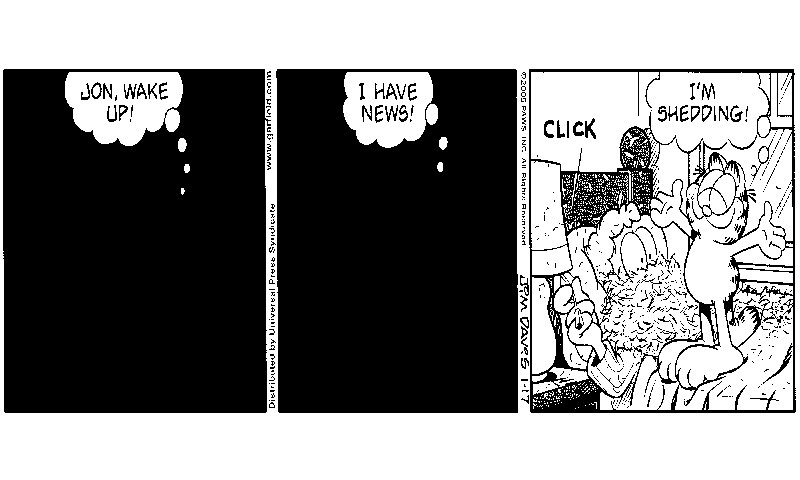 JON, WAKE
UP!
www.garfield.com
Distributed by Universal Press Syndicate
I HAVE
NEWS!
© 2005 PAWS, INC. All Rights Reserved.
JIM DAVIS 1-17
I'M
SHEDDING!
CLICK